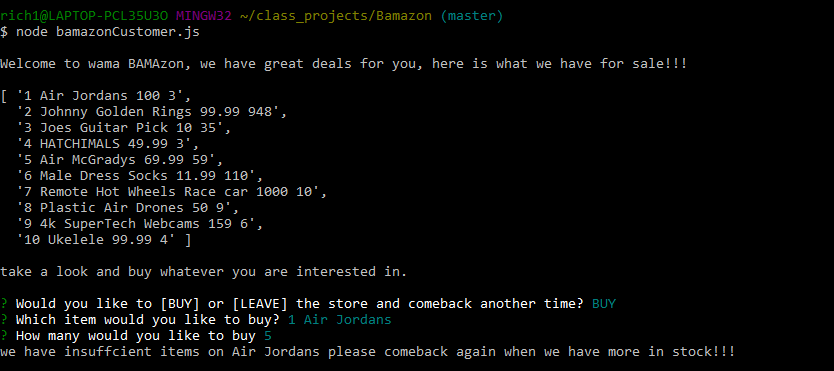 rich1@LAPTOP-PCL35U3O MINGW32 ~/class_projects/Bamazon (master)
$ node bamazonCustomer.js
Welcome to wama BAMAzon, we have great deals for you, here is what we have for sale!!!
[ '1 Air Jordans 100 3',
  '2 Johnny Golden Rings 99.99 948',
  '3 Joes Guitar Pick 10 35',
  '4 HATCHIMALS 49.99 3',
  '5 Air McGradys 69.99 59',
  '6 Male Dress Socks 11.99 110',
  '7 Remote Hot Wheels Race car 1000 10',
  '8 Plastic Air Drones 50 9',
  '9 4k SuperTech Webcams 159 6',
  '10 Ukelele 99.99 4' ]
take a look and buy whatever you are interested in.
? Would you like to [BUY] or [LEAVE] the store and comeback another time? BUY
? Which item would you like to buy? 1 Air Jordans
? How many would you like to buy 5
we have insuffcient items on Air Jordans please comeback again when we have more in stock!!!